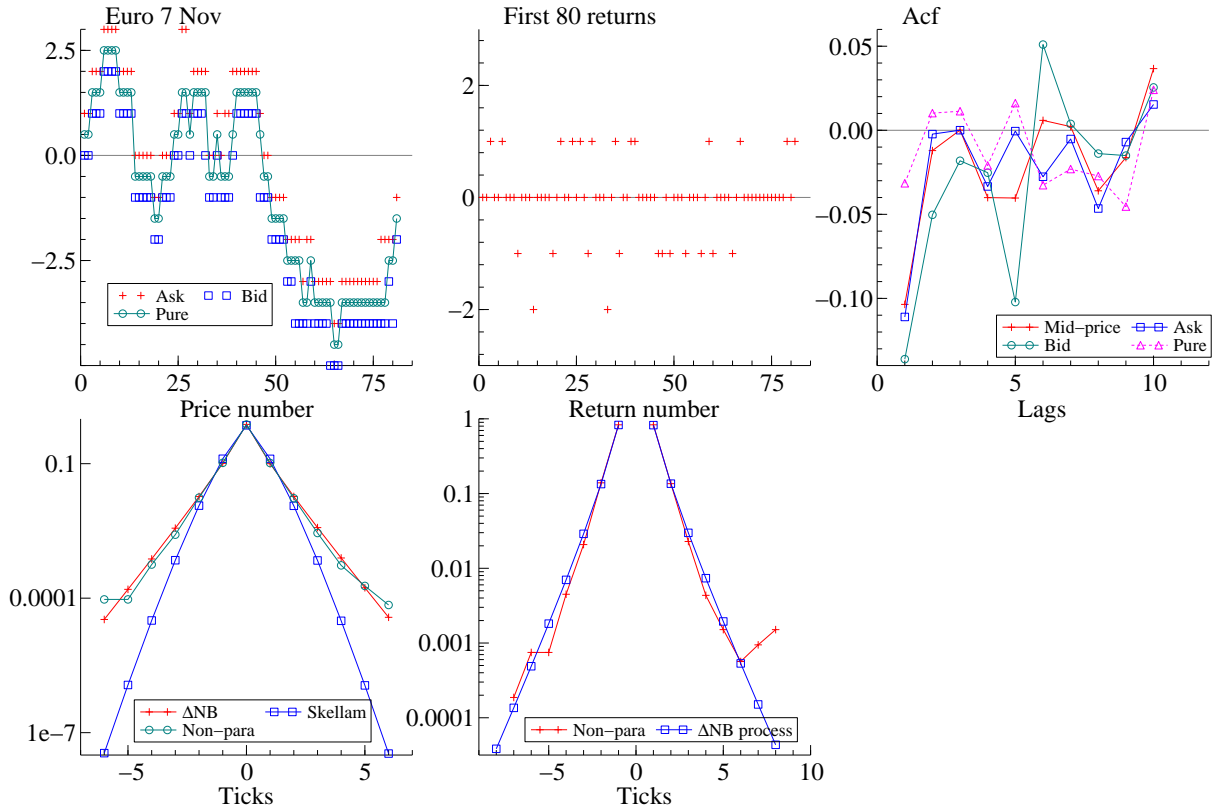 Euro 7 Nov
2.5
0.0
−2.5
Ask
Bid
Pure
0
25
50
75
Price number
First 80 returns
2
0
−2
0
25
50
75
Return number
Acf
0.05
0.00
−0.05
−0.10
Mid−price
Ask
Bid
Pure
0
5
10
Lags
0.1
0.0001
1e−7
ΔNB
Skellam
Non−para
−5
0
5
Ticks
1
0.1
0.01
0.001
0.0001
Non−para
ΔNB process
−5
0
5
10
Ticks